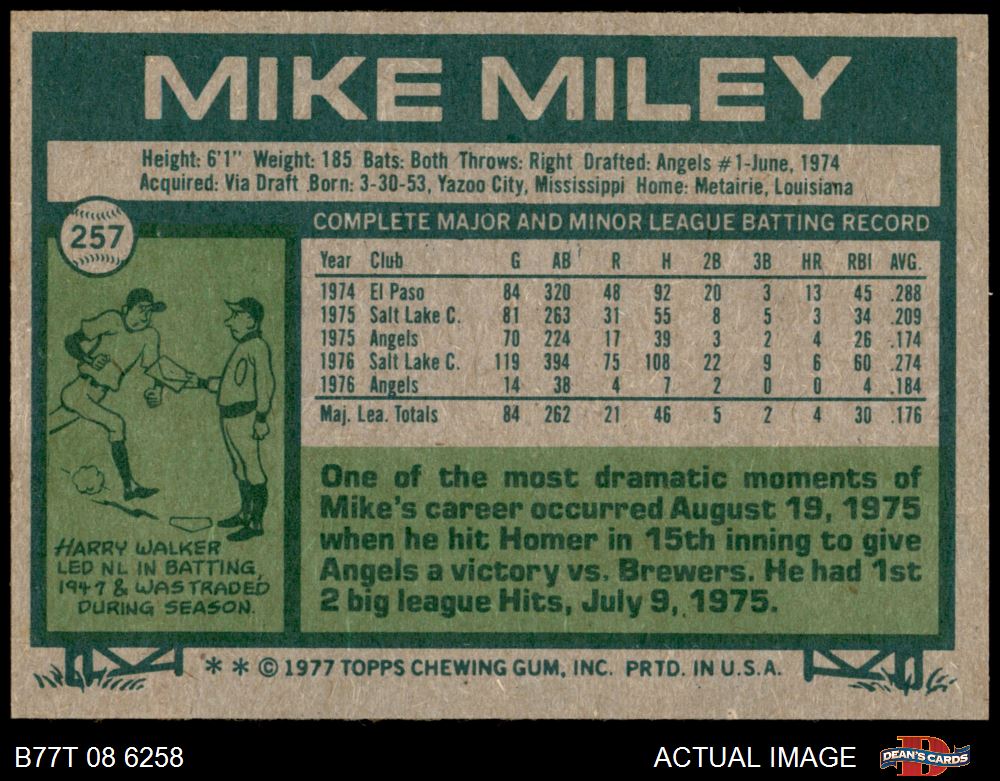 MIKE MILEY
Height: 6'1" Weight: 185 Bats: Both Throws: Right Drafted: Angels #1-June, 1974
Acquired: Via Draft Born: 3-30-53, Yazoo City, Mississippi Home: Metairie, Louisiana
257
COMPLETE MAJOR AND MINOR LEAGUE BATTING RECORD
Year Club G AB R H 2B 3B HR RBI AVG.
1974 El Paso 84 320 48 92 20 3 13 45 .288
1975 Salt Lake C. 81 263 31 55 8 5 3 34 .209
1975 Angels 70 224 17 39 3 2 4 26 .174
1976 Salt Lake C. 119 394 75 108 22 9 6 60 .274
1976 Angels 14 38 4 7 2 0 0 4 .184
Maj. Lea. Totals 84 262 21 46 5 2 4 30 .176
One of the most dramatic moments of
Mike's career occurred August 19, 1975
when he hit Homer in 15th inning to give
Angels a victory vs. Brewers. He had 1st
2 big league Hits, July 9, 1975.
HARRY WALKER
LED NL IN BATTING,
1947 & WAS TRADED
DURING SEASON.
** © 1977 TOPPS CHEWING GUM, INC. PRTD. IN U.S.A.
B77T 08 6258
ACTUAL IMAGE
DEAN'S CARDS